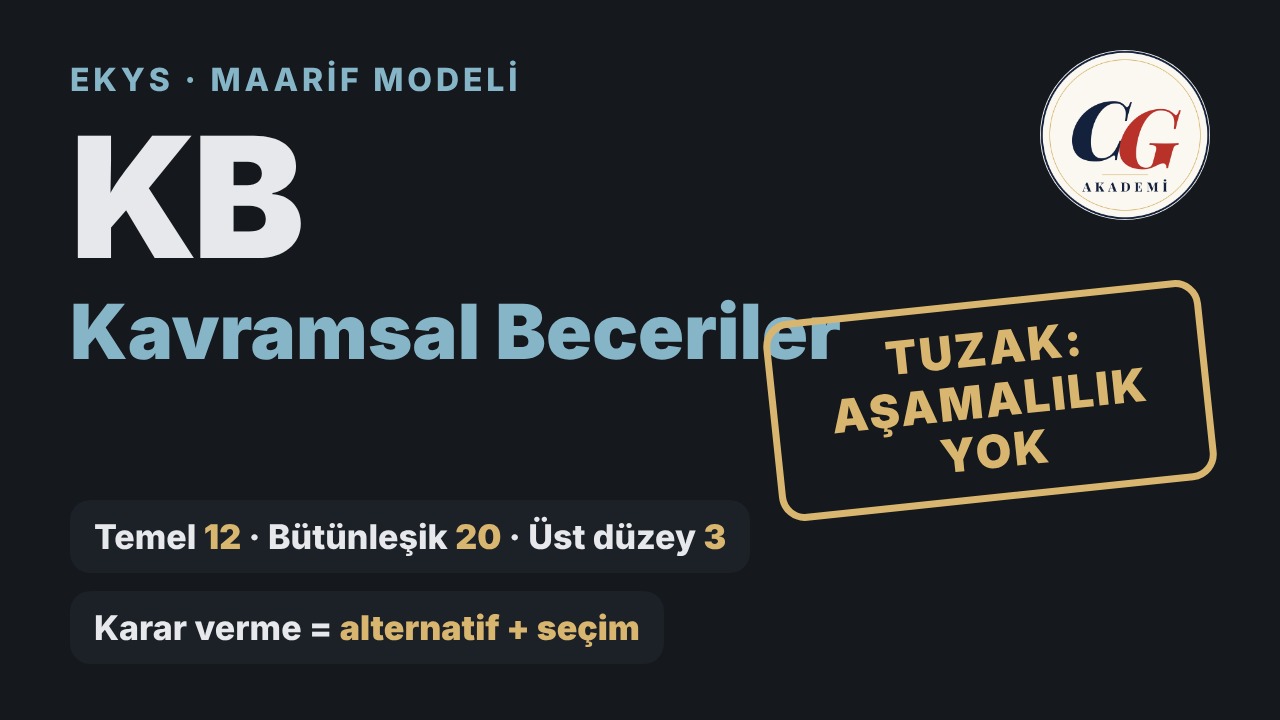 EKYS · MAARİF MODELİ
CG
AKADEMİ
KB
Kavramsal Beceriler
TUZAK:
AŞAMALILIK
YOK
Temel 12 · Bütünleşik 20 · Üst düzey 3
Karar verme = alternatif + seçim